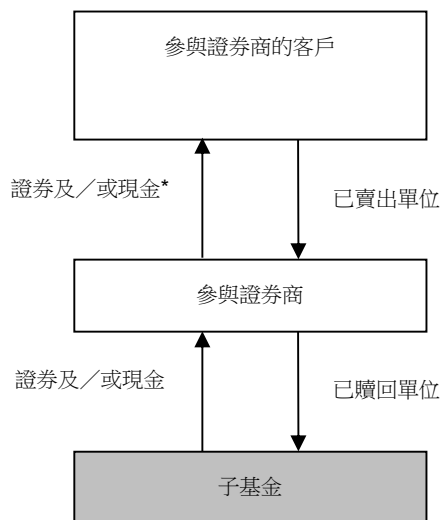 參與證券商的客戶
證券及／或現金*
已賣出單位
參與證券商
證券及／或現金
已贖回單位
子基金